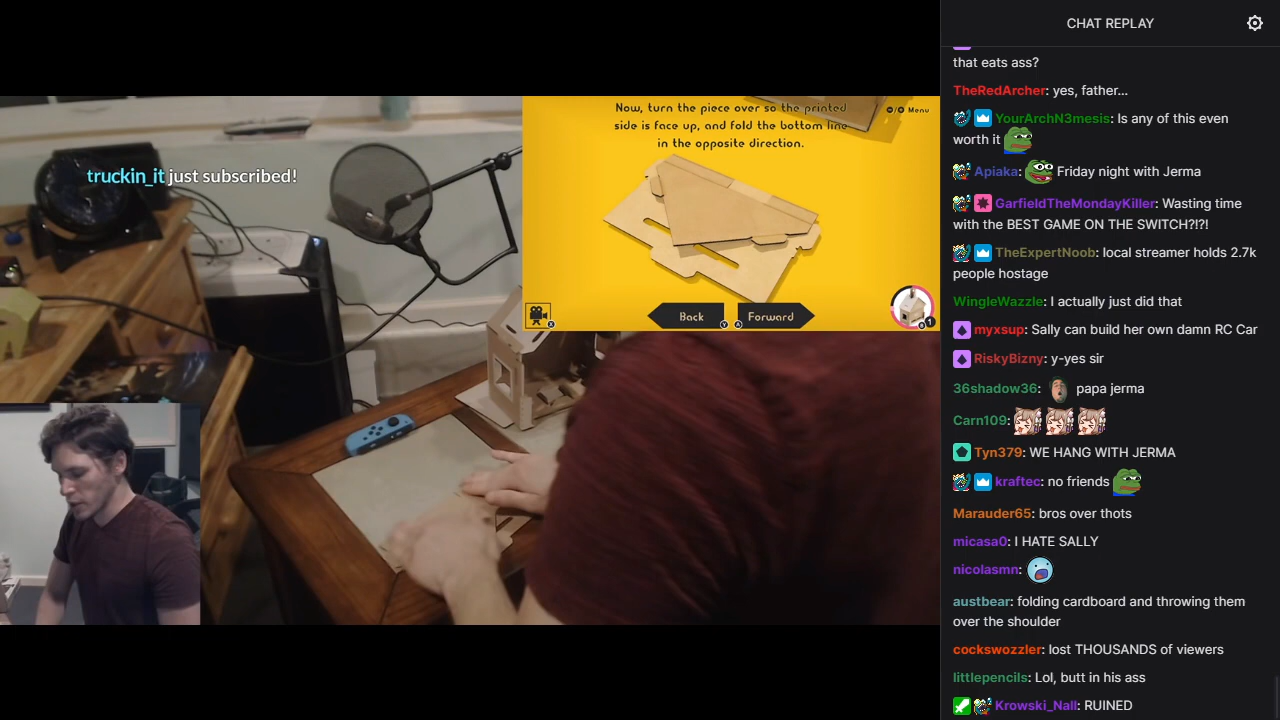 CHAT REPLAY
that eats ass?
TheRedArcher: yes, father...
YourArchN3mesis: Is any of this even
worth it
Apiaka: Friday night with Jerma
GarfieldTheMondayKiller: Wasting time
with the BEST GAME ON THE SWITCH?!?!
TheExpertNoob: local streamer holds 2.7k
people hostage
WingleWazzle: I actually just did that
myxsup: Sally can build her own damn RC Car
RiskyBizny: y-yes sir
36shadow36: papa jerma
Carn109:
Tyn379: WE HANG WITH JERMA
kraftec: no friends
Marauder65: bros over thots
micasa0: I HATE SALLY
nicolasmn:
austbear: folding cardboard and throwing them
over the shoulder
cockswozzler: lost THOUSANDS of viewers
littlepencils: Lol, butt in his ass
Krowski_Nall: RUINED
truckin_it just subscribed!
Now, turn the piece over so the printed
side is face up, and fold the bottom line
in the opposite direction.
Menu
Back
Y
A
Forward
X
1